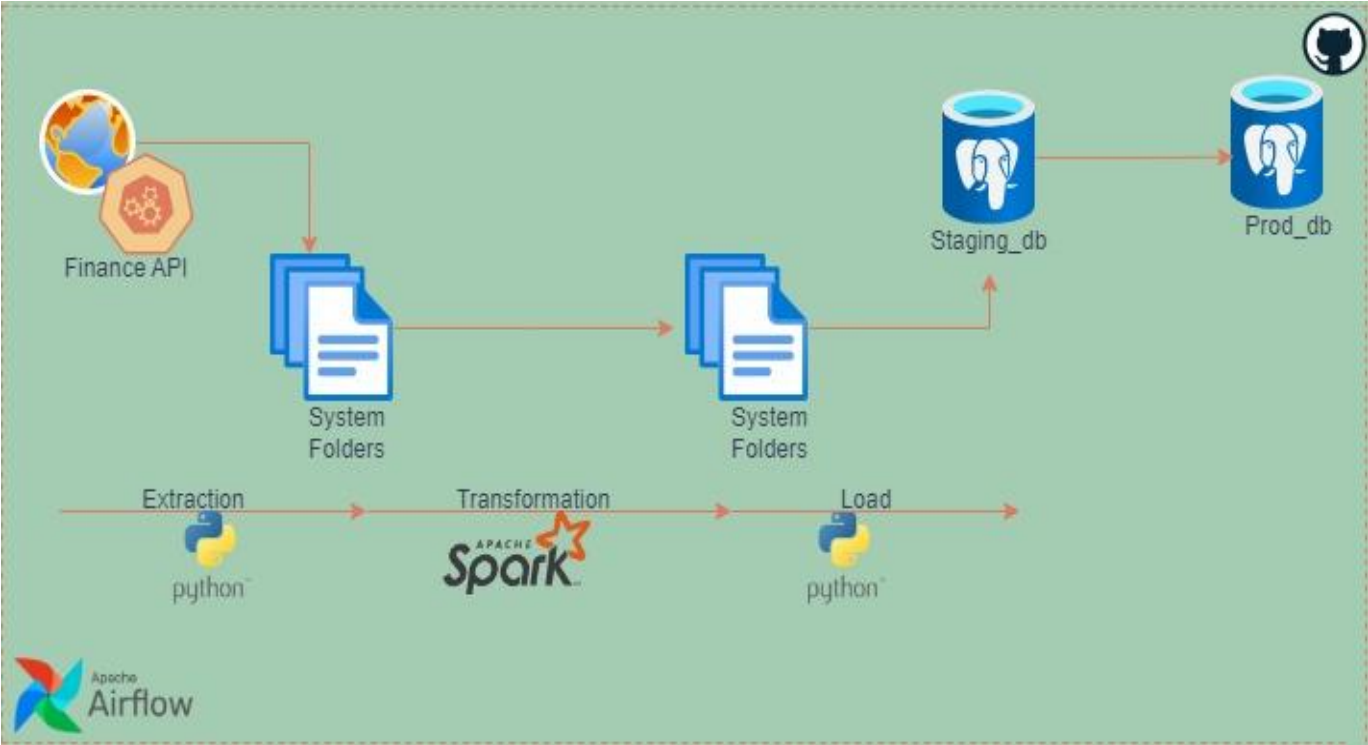 Finance API
System
Folders
System
Folders
Staging_db
Prod_db
Extraction
Transformation
Load
python
APACHE
Spark
python
Apache
Airflow